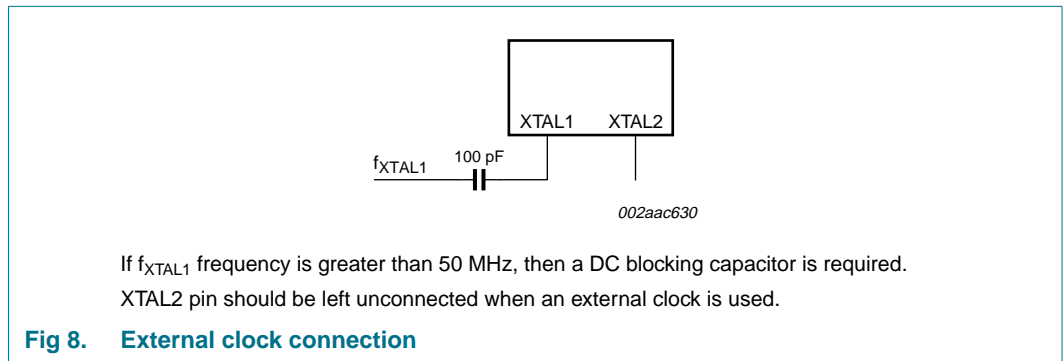 XTAL1 XTAL2
fXTAL1 100 pF
002aac630
If fXTAL1 frequency is greater than 50 MHz, then a DC blocking capacitor is required.
XTAL2 pin should be left unconnected when an external clock is used.
Fig 8. External clock connection